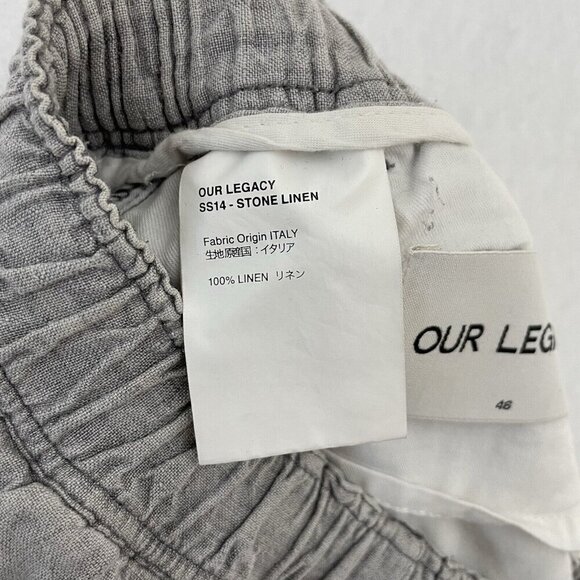 OUR LEGACY
SS14 - STONE LINEN
Fabric Origin ITALY
生地原産国 : イタリア
100% LINEN リネン
OUR LEGA
46